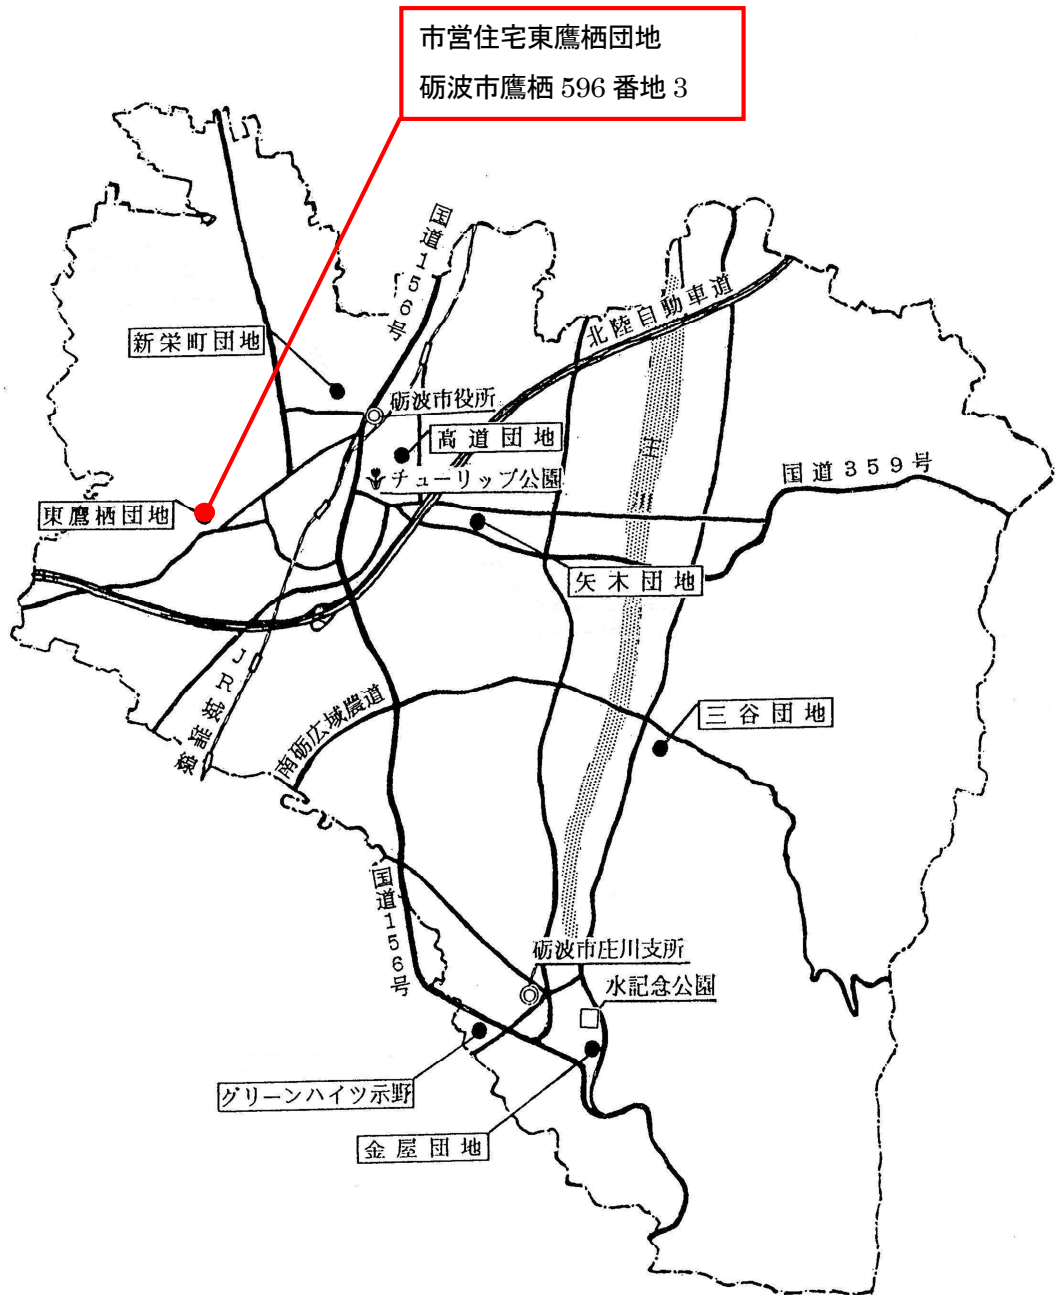 市営住宅東鷹栖団地
砺波市鷹栖 596 番地 3
国道156号
北陸自動車道
新栄町団地
砺波市役所
高道団地
チューリップ公園
国道359号
東鷹栖団地
矢木団地
JR城端線
南砺広域農道
三谷団地
国道156号
砺波市庄川支所
水記念公園
グリーンハイツ示野
金屋団地